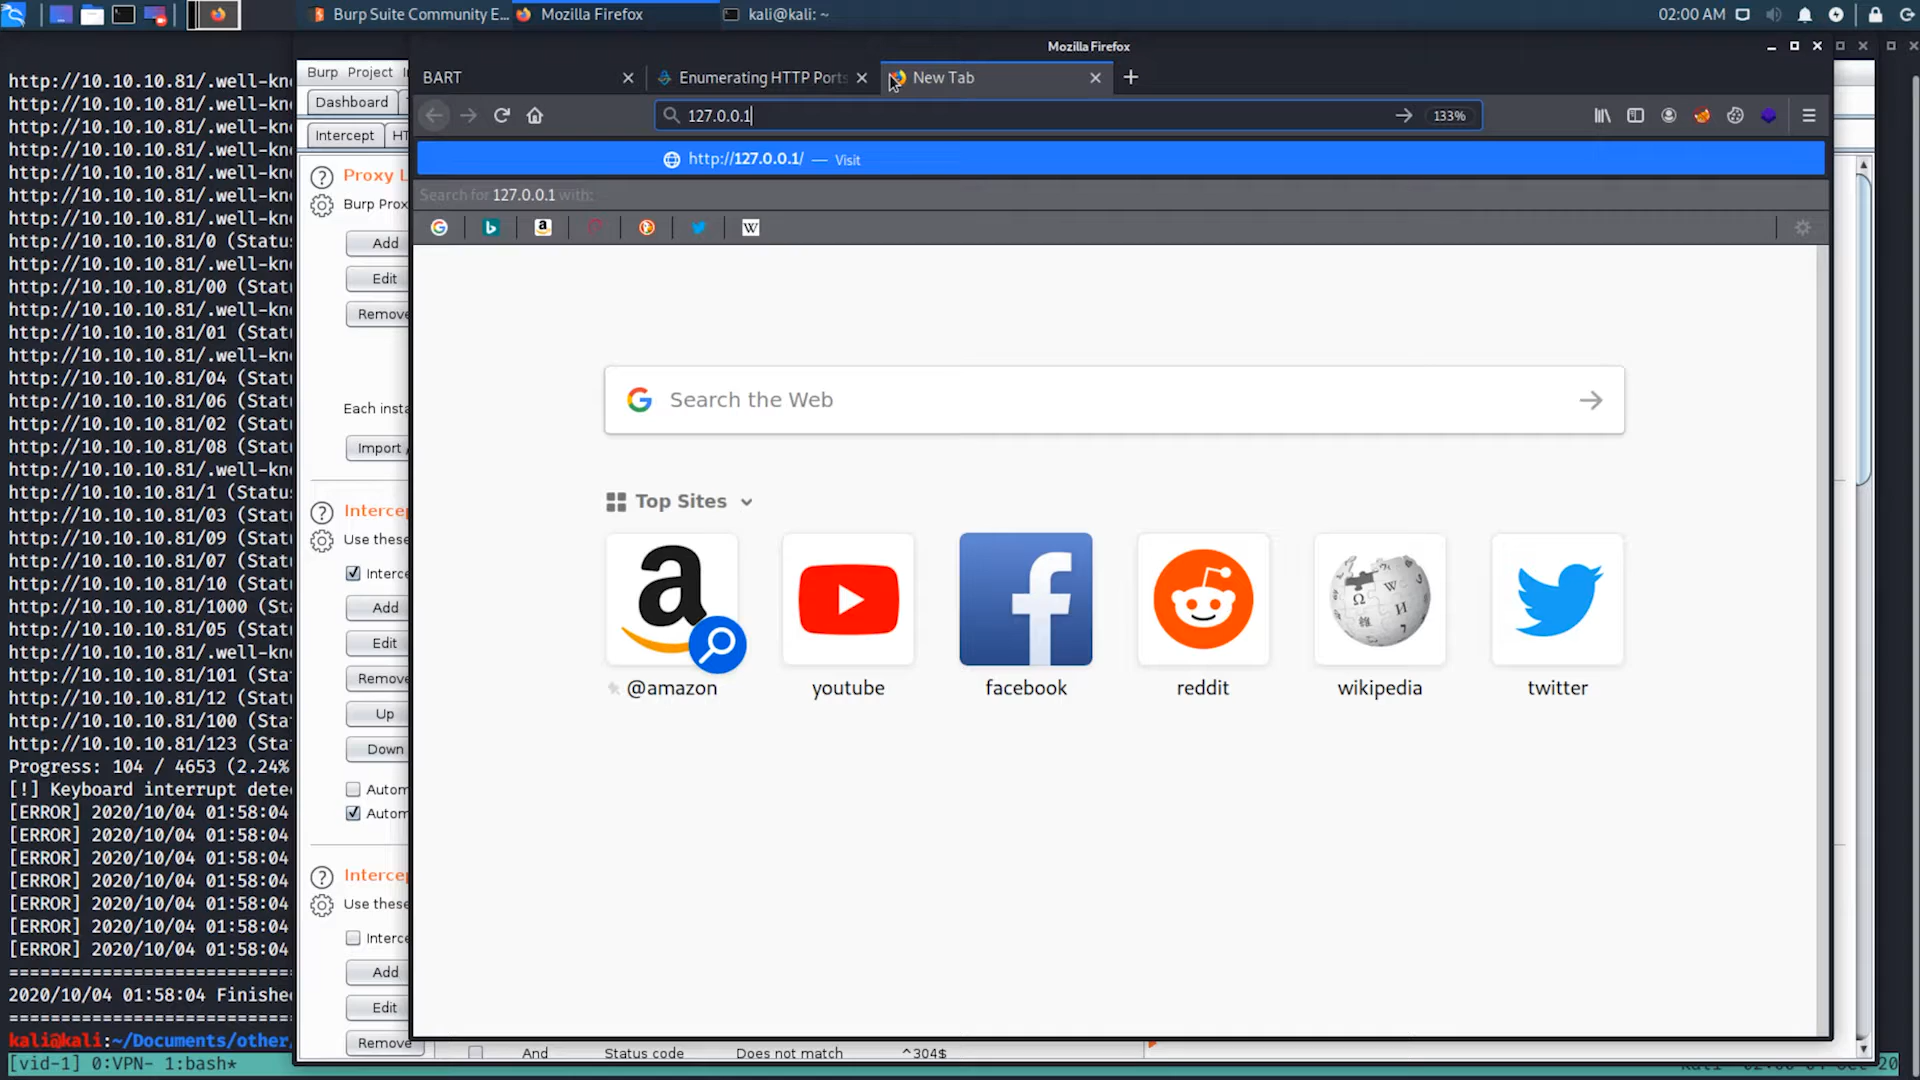 Burp Suite Community E...
Mozilla Firefox
kali@kali: ~
02:00 AM
Mozilla Firefox
BART
Enumerating HTTP Ports
New Tab
127.0.0.1
133%
http://127.0.0.1/ — Visit
Search for 127.0.0.1 with:
Search the Web
Top Sites
@amazon
youtube
facebook
reddit
wikipedia
twitter
Burp Project I
Dashboard
Intercept HT
Proxy L
Burp Prox
Add
Edit
Remove
Each insta
Import /
Interce
Use these
Interce
Add
Edit
Remove
Up
Down
Autom
Autom
Interce
Use these
Interce
Add
Edit
Remove
And Status code Does not match ^304$
http://10.10.10.81/.well-kno
http://10.10.10.81/.well-kno
http://10.10.10.81/.well-kno
http://10.10.10.81/.well-kno
http://10.10.10.81/.well-kno
http://10.10.10.81/.well-kno
http://10.10.10.81/.well-kno
http://10.10.10.81/0 (Statu
http://10.10.10.81/.well-kno
http://10.10.10.81/00 (Stat
http://10.10.10.81/.well-kno
http://10.10.10.81/01 (Stat
http://10.10.10.81/.well-kno
http://10.10.10.81/04 (Stat
http://10.10.10.81/06 (Stat
http://10.10.10.81/02 (Stat
http://10.10.10.81/08 (Stat
http://10.10.10.81/.well-kno
http://10.10.10.81/1 (Statu
http://10.10.10.81/03 (Stat
http://10.10.10.81/09 (Stat
http://10.10.10.81/07 (Stat
http://10.10.10.81/10 (Stat
http://10.10.10.81/1000 (Sta
http://10.10.10.81/05 (Stat
http://10.10.10.81/.well-kno
http://10.10.10.81/101 (Sta
http://10.10.10.81/12 (Stat
http://10.10.10.81/100 (Sta
http://10.10.10.81/123 (Sta
Progress: 104 / 4653 (2.24%
[!] Keyboard interrupt dete
[ERROR] 2020/10/04 01:58:04
[ERROR] 2020/10/04 01:58:04
[ERROR] 2020/10/04 01:58:04
[ERROR] 2020/10/04 01:58:04
[ERROR] 2020/10/04 01:58:04
[ERROR] 2020/10/04 01:58:04
[ERROR] 2020/10/04 01:58:04
===========================
2020/10/04 01:58:04 Finishe
===========================
kali@kali:~/Documents/other/
[vid-1] 0:VPN- 1:bash*